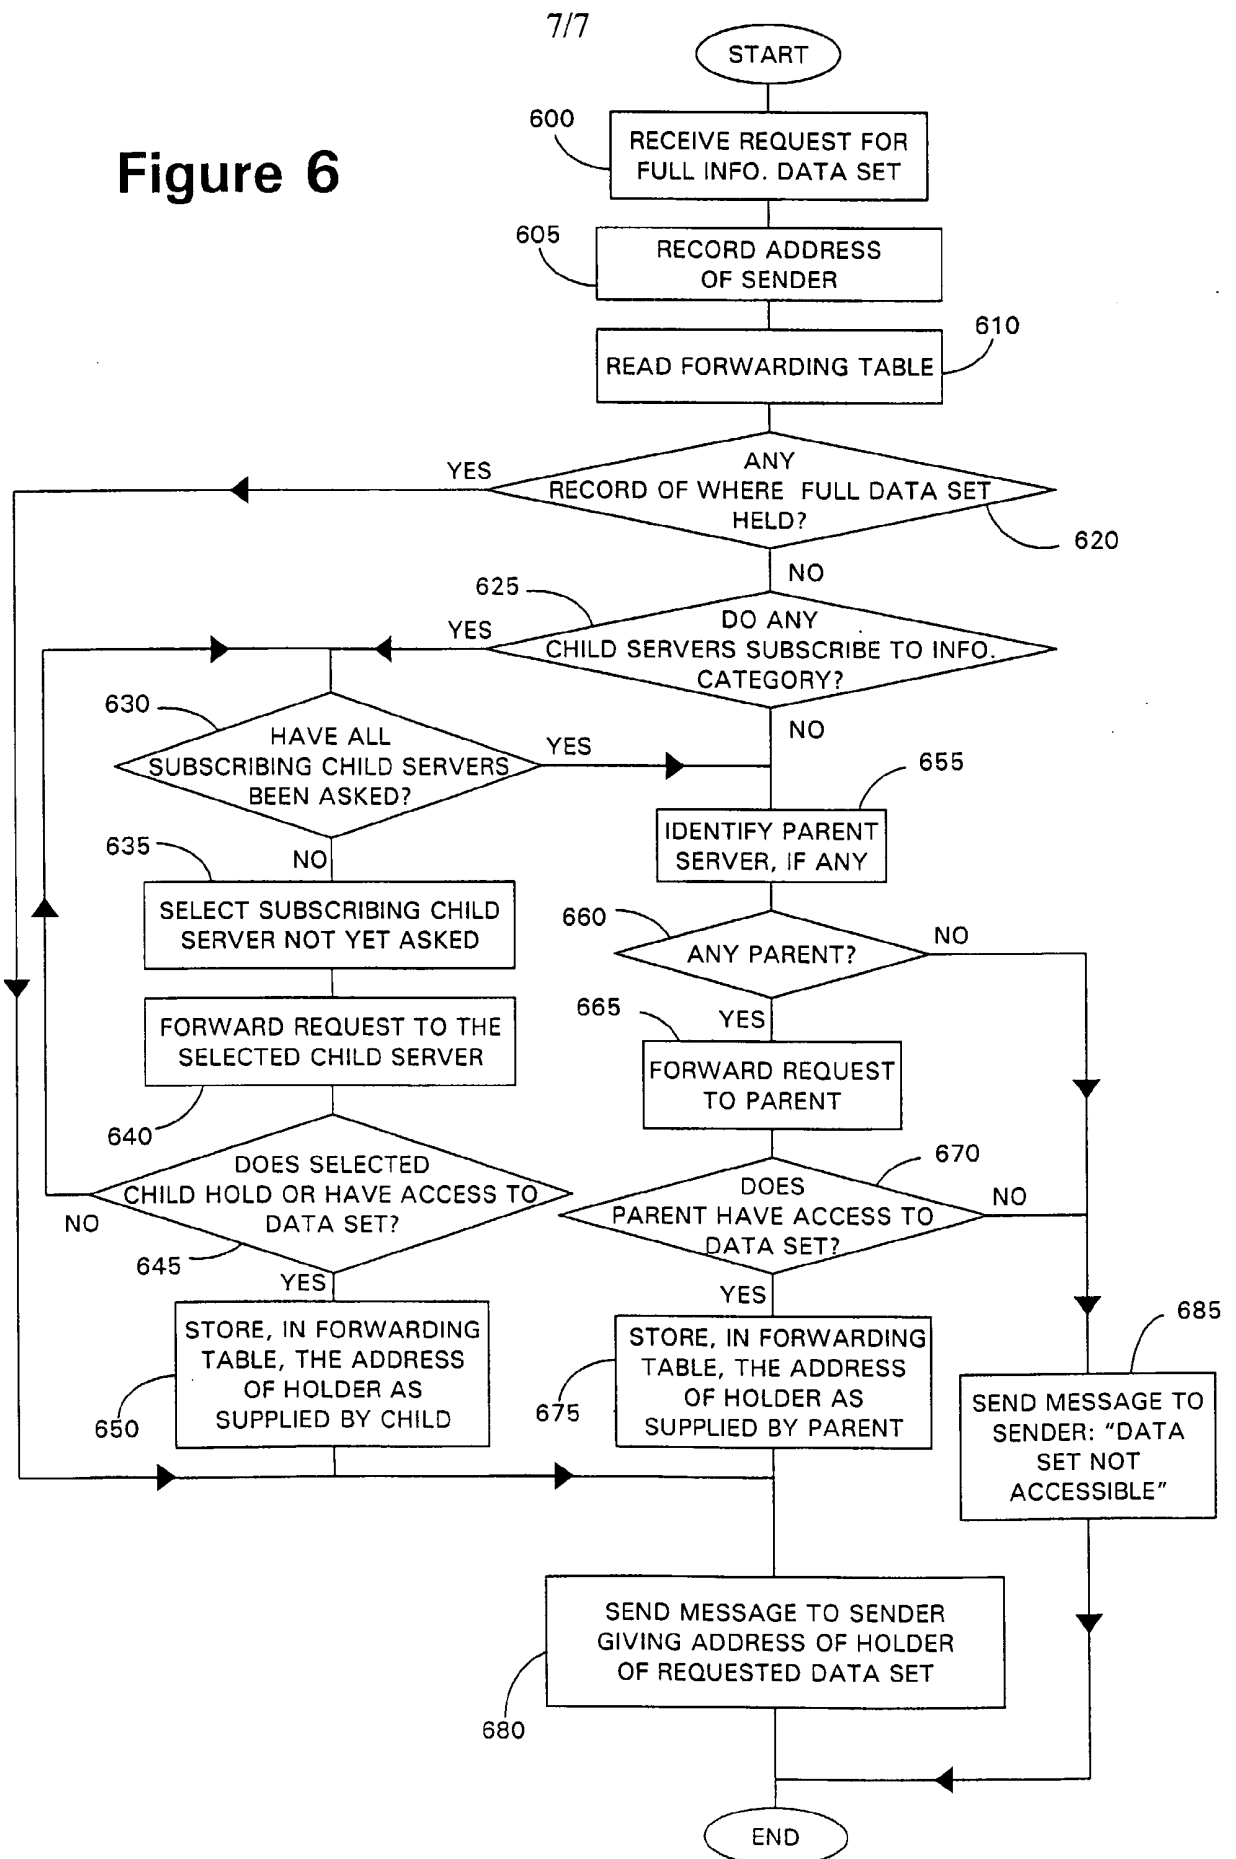 7/7
START
Figure 6
600
RECEIVE REQUEST FOR
FULL INFO. DATA SET
605
RECORD ADDRESS
OF SENDER
610
READ FORWARDING TABLE
YES
ANY
RECORD OF WHERE FULL DATA SET
HELD?
620
NO
625
YES
DO ANY
CHILD SERVERS SUBSCRIBE TO INFO.
CATEGORY?
NO
630
HAVE ALL
SUBSCRIBING CHILD SERVERS
BEEN ASKED?
YES
NO
655
IDENTIFY PARENT
SERVER, IF ANY
635
SELECT SUBSCRIBING CHILD
SERVER NOT YET ASKED
660
ANY PARENT?
NO
YES
FORWARD REQUEST TO THE
SELECTED CHILD SERVER
640
665
FORWARD REQUEST
TO PARENT
DOES SELECTED
CHILD HOLD OR HAVE ACCESS TO
DATA SET?
NO
645
YES
670
DOES
PARENT HAVE ACCESS TO
DATA SET?
NO
YES
STORE, IN FORWARDING
TABLE, THE ADDRESS
OF HOLDER AS
SUPPLIED BY CHILD
650
STORE, IN FORWARDING
TABLE, THE ADDRESS
OF HOLDER AS
SUPPLIED BY PARENT
675
685
SEND MESSAGE TO
SENDER: “DATA
SET NOT
ACCESSIBLE”
SEND MESSAGE TO SENDER
GIVING ADDRESS OF HOLDER
OF REQUESTED DATA SET
680
END